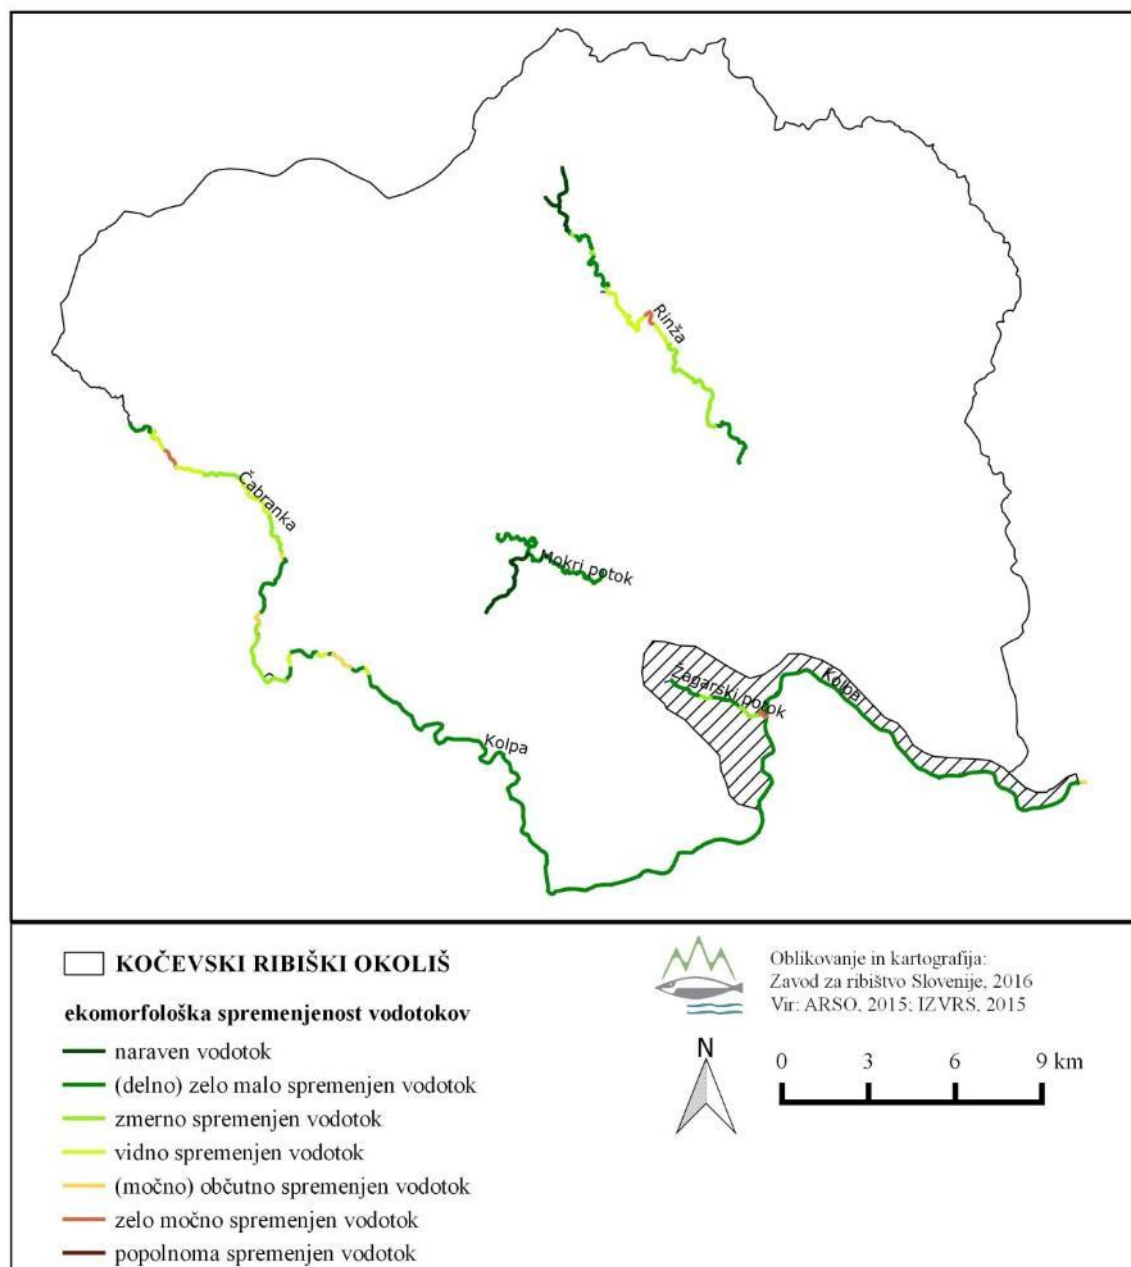 Rinža
Čabranka
Mokri potok
Žagarski potok
Kolpa
Kolpa
KOČEVSKI RIBIŠKI OKOLIŠ
ekomorfološka spremenjenost vodotokov
naraven vodotok
(delno) zelo malo spremenjen vodotok
zmerno spremenjen vodotok
vidno spremenjen vodotok
(močno) občutno spremenjen vodotok
zelo močno spremenjen vodotok
popolnoma spremenjen vodotok
Oblikovanje in kartografija:
Zavod za ribištvo Slovenije, 2016
Vir: ARSO, 2015; IZVRS, 2015
N
0 3 6 9 km